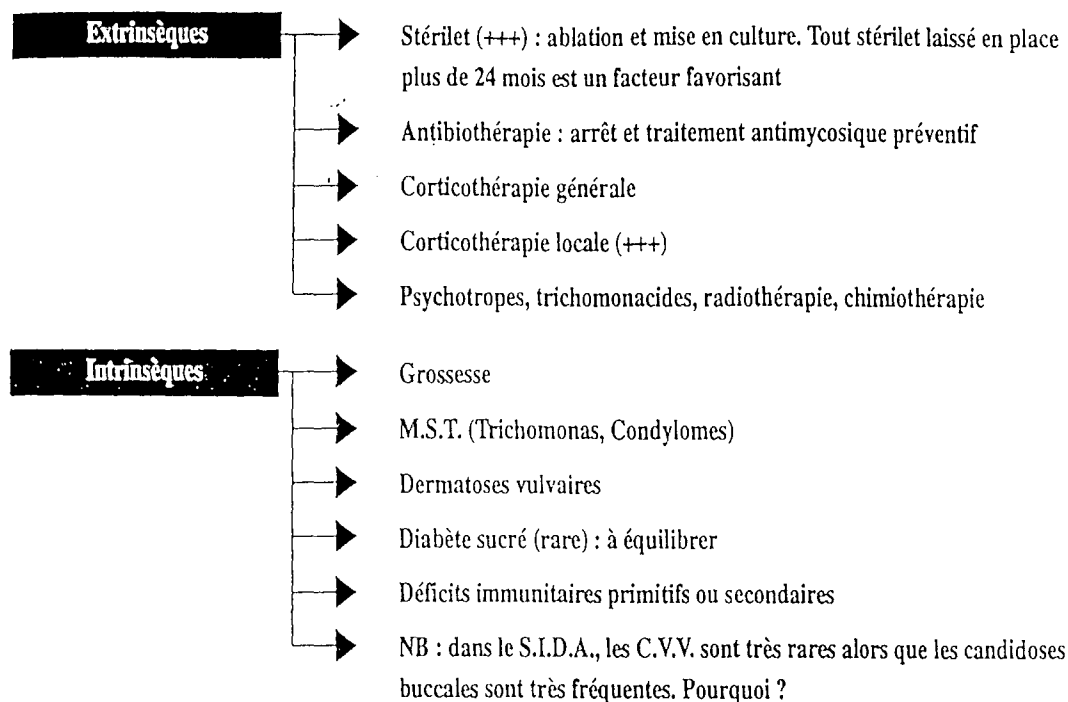 Extrinsèques
Stérilet (+++) : ablation et mise en culture. Tout stérilet laissé en place
plus de 24 mois est un facteur favorisant
Antibiothérapie : arrêt et traitement antimycosique préventif
Corticothérapie générale
Corticothérapie locale (+++)
Psychotropes, trichomonacides, radiothérapie, chimiothérapie
Intrinsèques
Grossesse
M.S.T. (Trichomonas, Condylomes)
Dermatoses vulvaires
Diabète sucré (rare) : à équilibrer
Déficits immunitaires primitifs ou secondaires
NB : dans le S.I.D.A., les C.V.V. sont très rares alors que les candidoses
buccales sont très fréquentes. Pourquoi ?